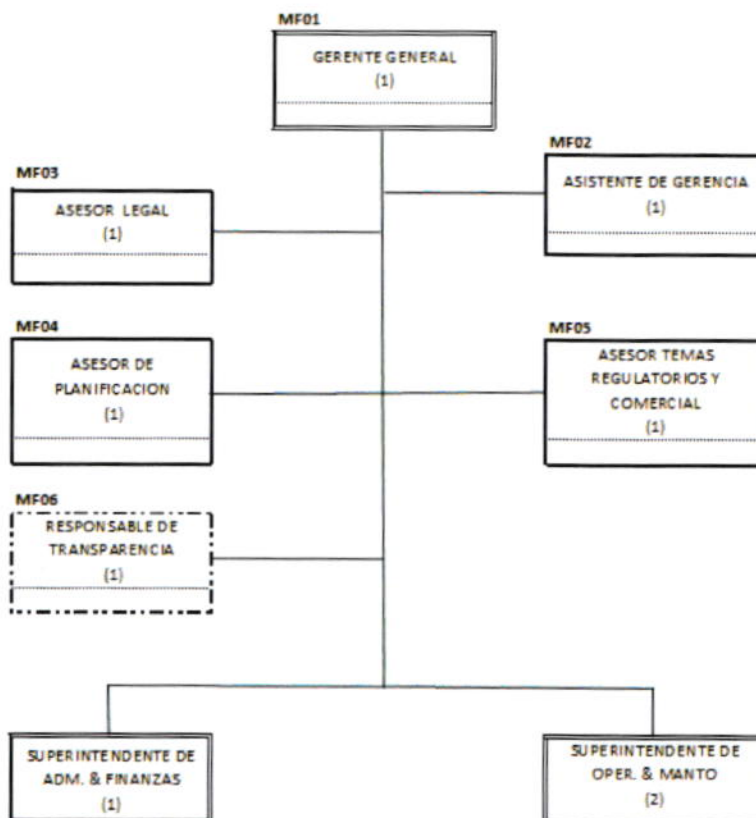 MF01
GERENTE GENERAL
(1)
MF02
ASISTENTE DE GERENCIA
(1)
MF03
ASESOR LEGAL
(1)
MF04
ASESOR DE
PLANIFICACION
(1)
MF05
ASESOR TEMAS
REGULATORIOS Y
COMERCIAL
(1)
MF06
RESPONSABLE DE
TRANSPARENCIA
(1)
SUPERINTENDENTE DE
ADM. & FINANZAS
(1)
SUPERINTENDENTE DE
OPER. & MANTO
(2)